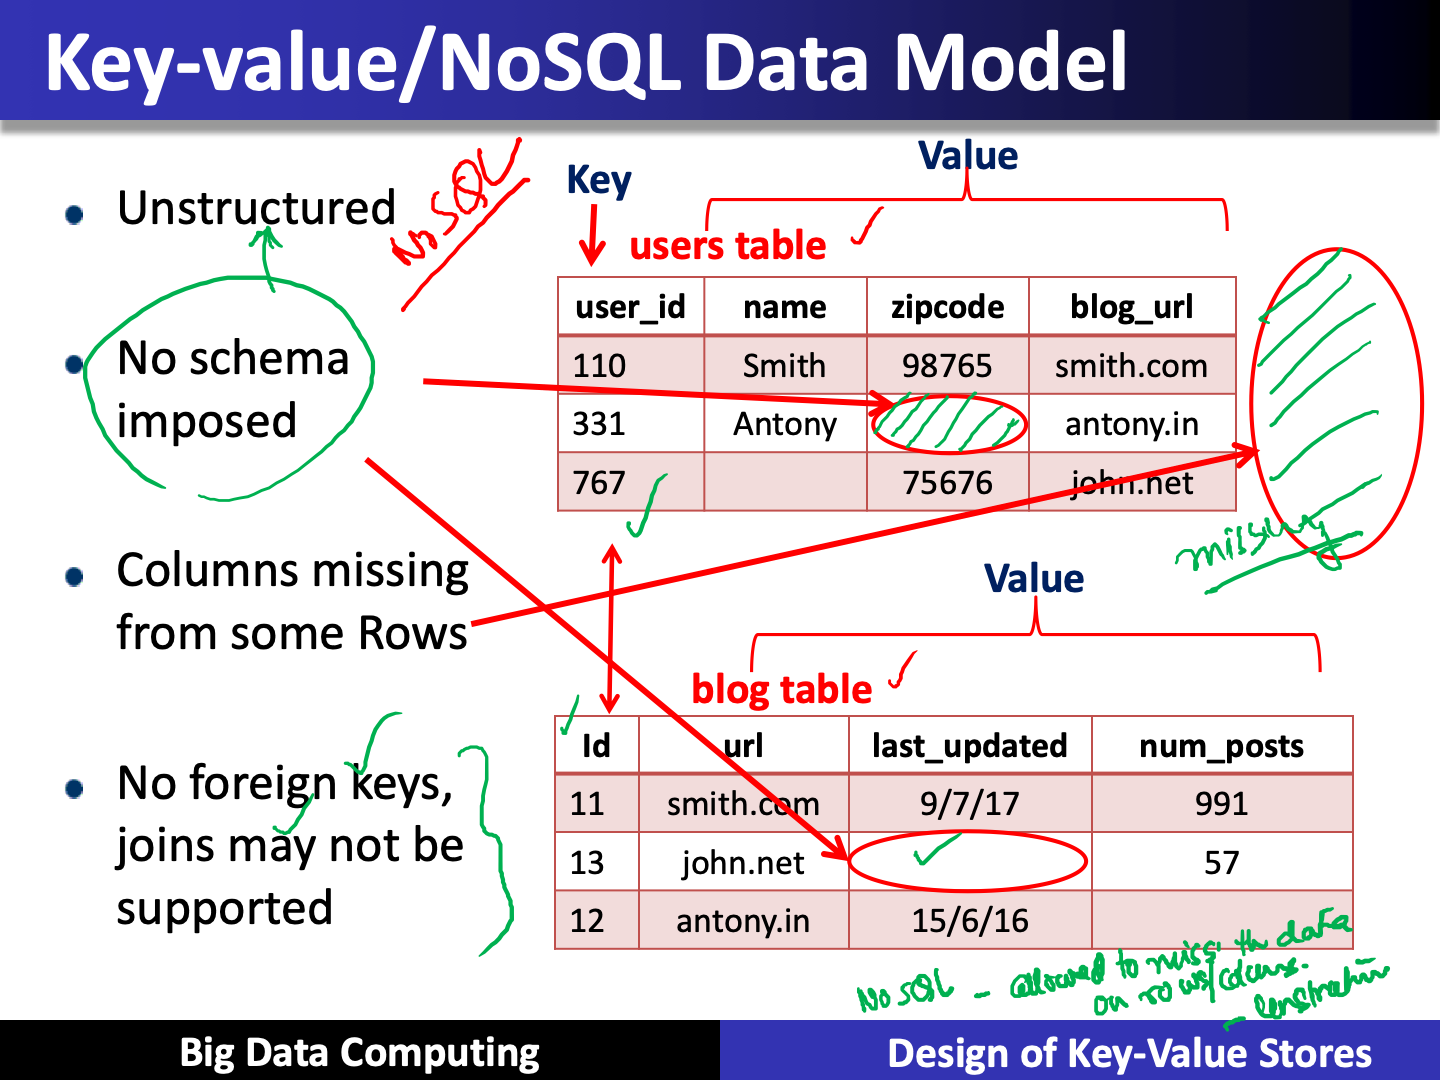 Key-value/NoSQL Data Model
Unstructured
No schema
imposed
Columns missing
from some Rows
No foreign keys,
joins may not be
supported
NoSQL
Key
Value
users table
user_id name zipcode blog_url
110 Smith 98765 smith.com
331 Antony antony.in
767 75676 john.net
missing
Value
blog table
Id url last_updated num_posts
11 smith.com 9/7/17 991
13 john.net 57
12 antony.in 15/6/16
NoSQL - allowed to miss the data
on rows/
Big Data Computing
Design of Key-Value Stores